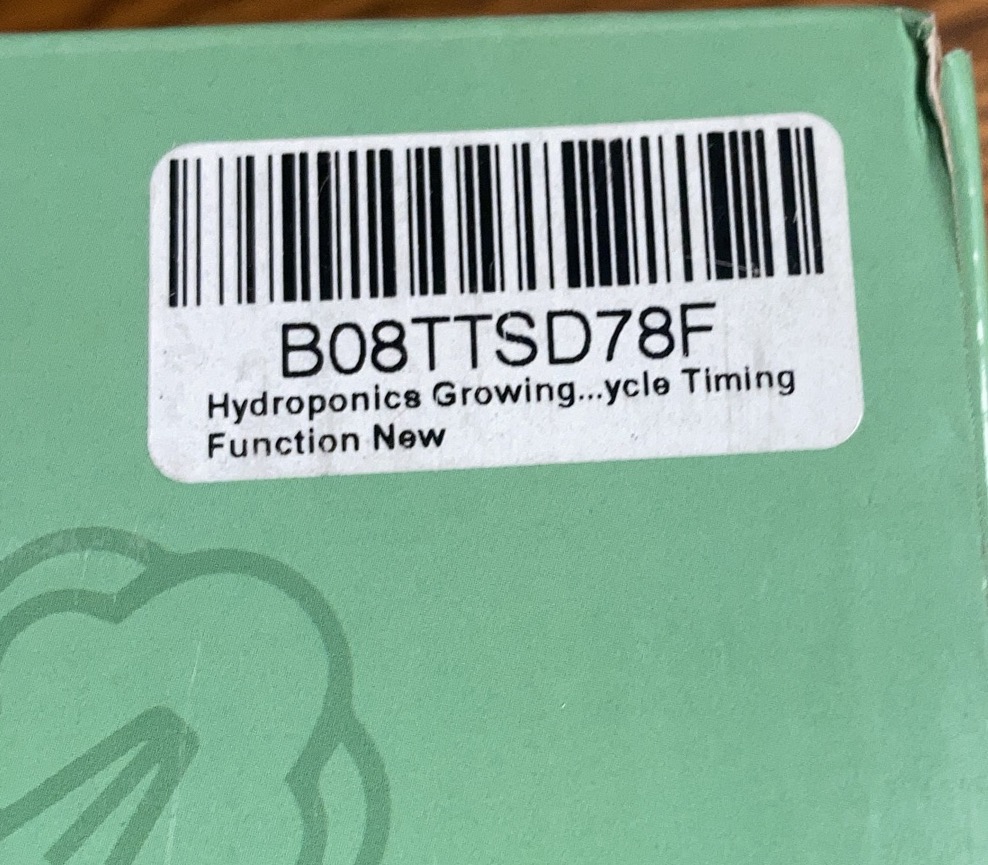 B08TTSD78F
Hydroponics Growing...ycle Timing
Function New